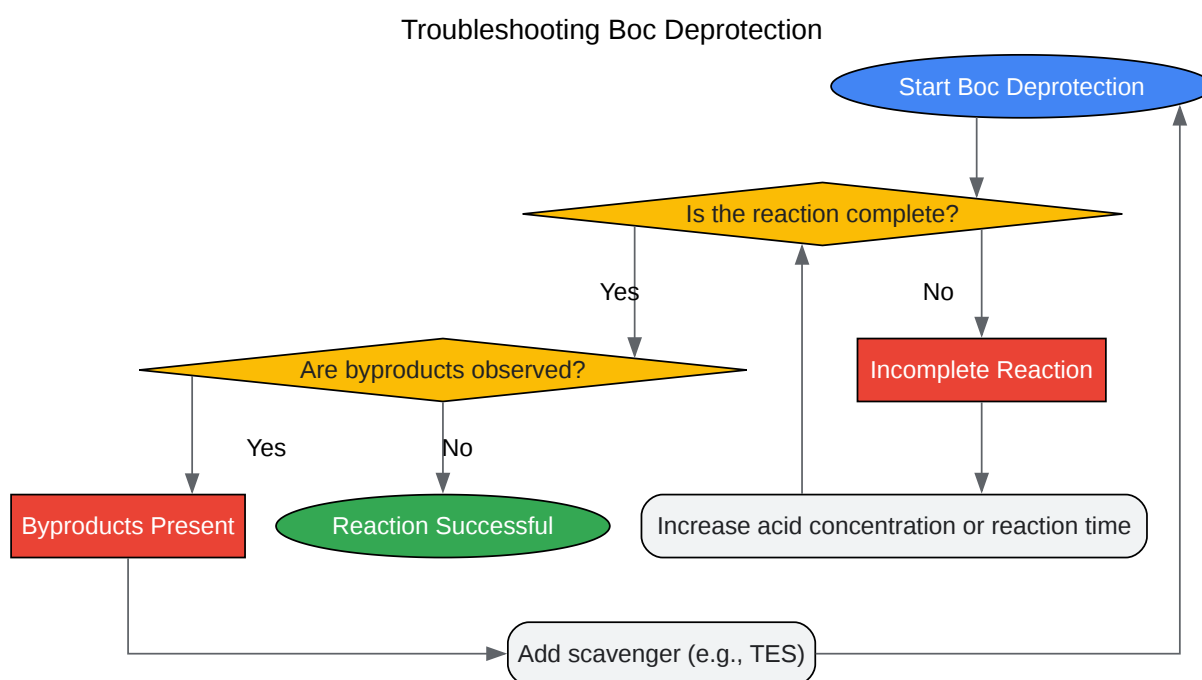 Troubleshooting Boc Deprotection
Start Boc Deprotection
Is the reaction complete?
Yes
No
Are byproducts observed?
Incomplete Reaction
Yes
No
Byproducts Present
Reaction Successful
Increase acid concentration or reaction time
Add scavenger (e.g., TES)